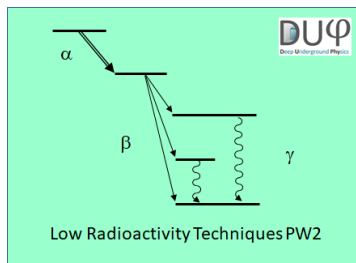 DUφ
Deep Underground Physics
α
β
γ
Low Radioactivity Techniques PW2